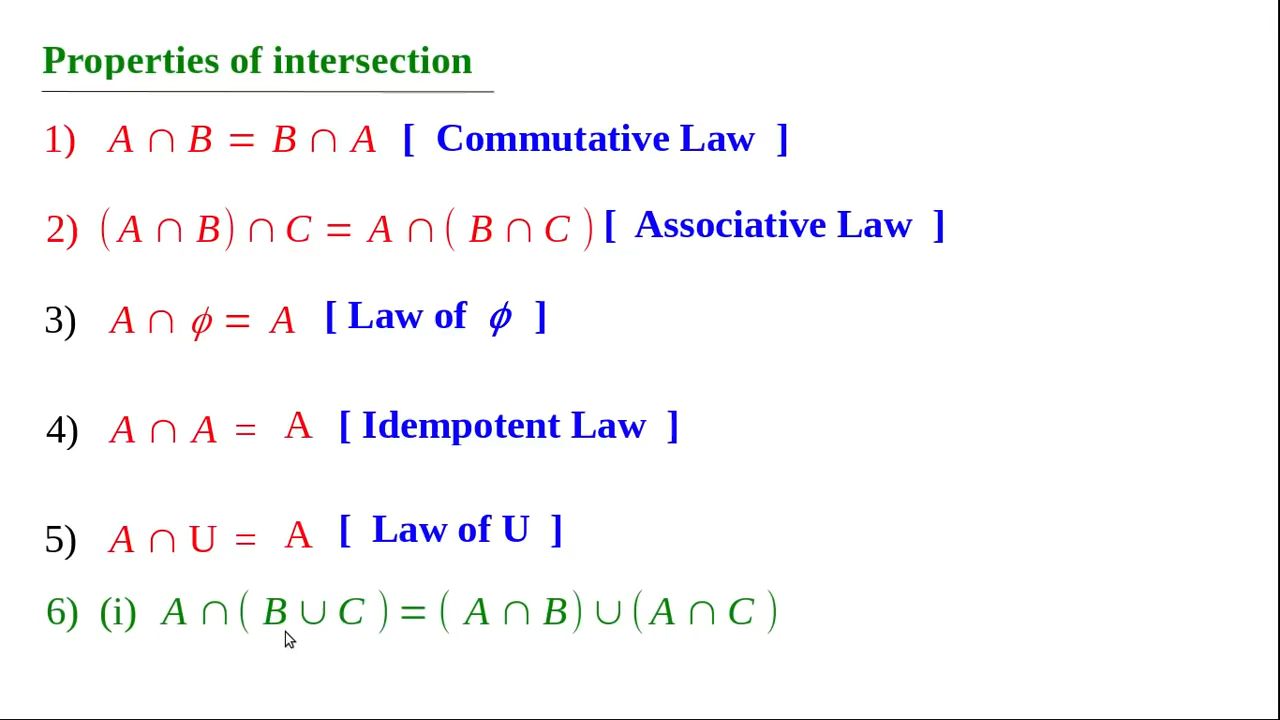 Properties of intersection
1) A ∩ B = B ∩ A [ Commutative Law ]
2) ( A ∩ B ) ∩ C = A ∩ ( B ∩ C ) [ Associative Law ]
3) A ∩ ϕ = A [ Law of ϕ ]
4) A ∩ A = A [ Idempotent Law ]
5) A ∩ U = A [ Law of U ]
6) (i) A ∩ ( B ∪ C ) = ( A ∩ B ) ∪ ( A ∩ C )